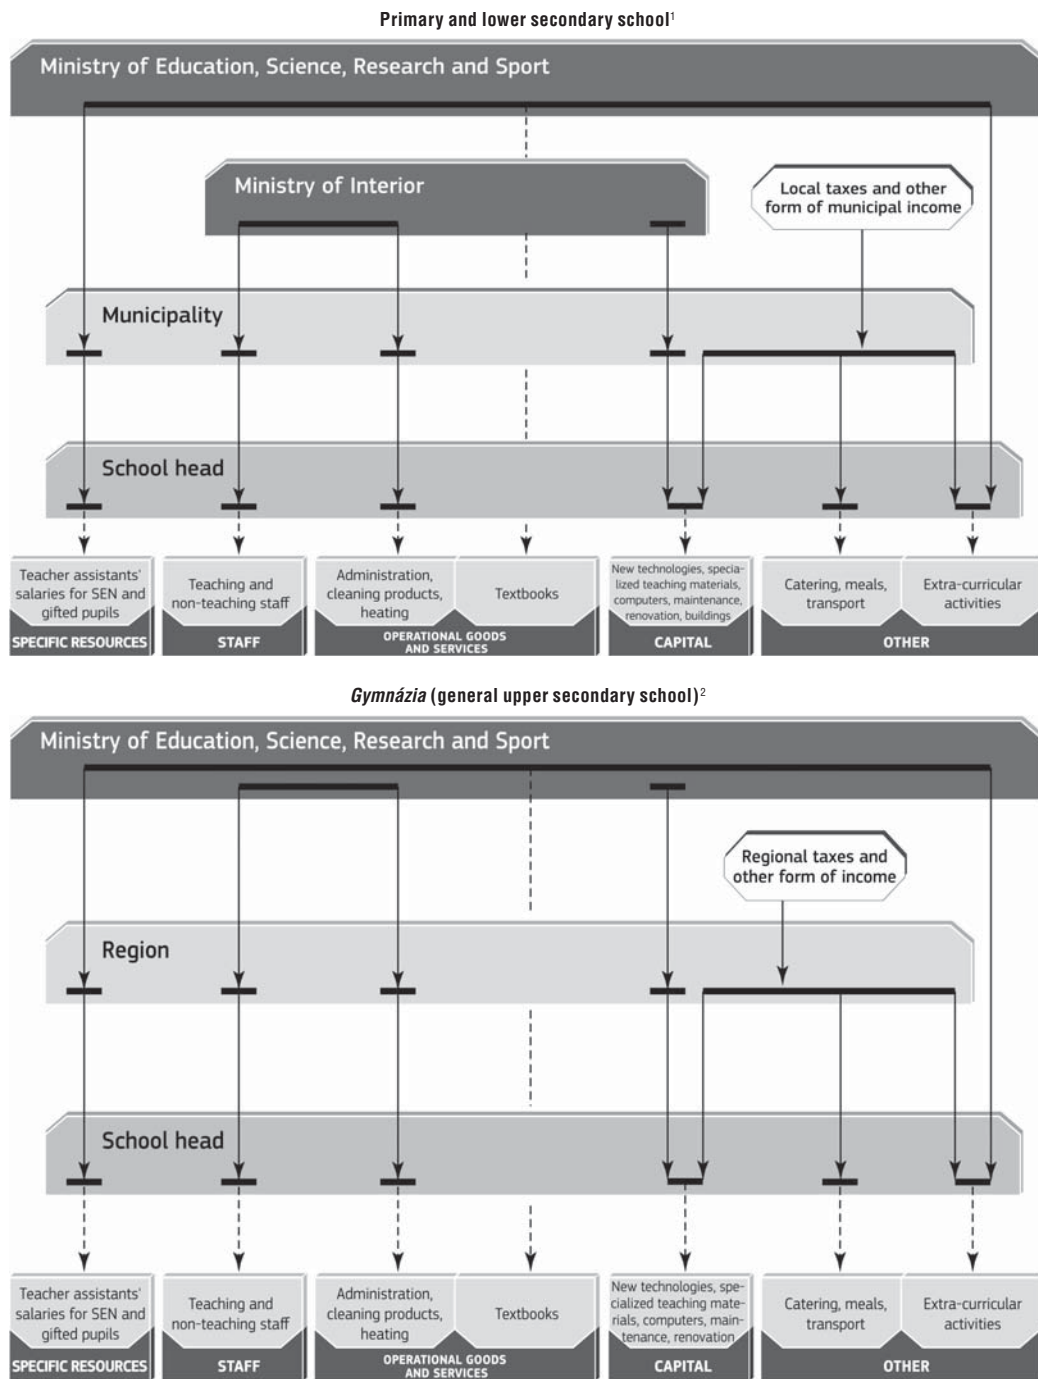 Primary and lower secondary school¹
Ministry of Education, Science, Research and Sport
Ministry of Interior
Local taxes and other
form of municipal income
Municipality
School head
Teacher assistants'
salaries for SEN and
gifted pupils
SPECIFIC RESOURCES
Teaching and
non-teaching staff
STAFF
Administration,
cleaning products,
heating
Textbooks
OPERATIONAL GOODS
AND SERVICES
New technologies, specia-
lized teaching materials,
computers, maintenance,
renovation, buildings
CAPITAL
Catering, meals,
transport
Extra-curricular
activities
OTHER
Gymnázia (general upper secondary school)²
Ministry of Education, Science, Research and Sport
Regional taxes and
other form of income
Region
School head
Teacher assistants'
salaries for SEN and
gifted pupils
SPECIFIC RESOURCES
Teaching and
non-teaching staff
STAFF
Administration,
cleaning products,
heating
Textbooks
OPERATIONAL GOODS
AND SERVICES
New technologies, spe-
cialized teaching mate-
rials, computers, main-
tenance, renovation
CAPITAL
Catering, meals,
transport
Extra-curricular
activities
OTHER